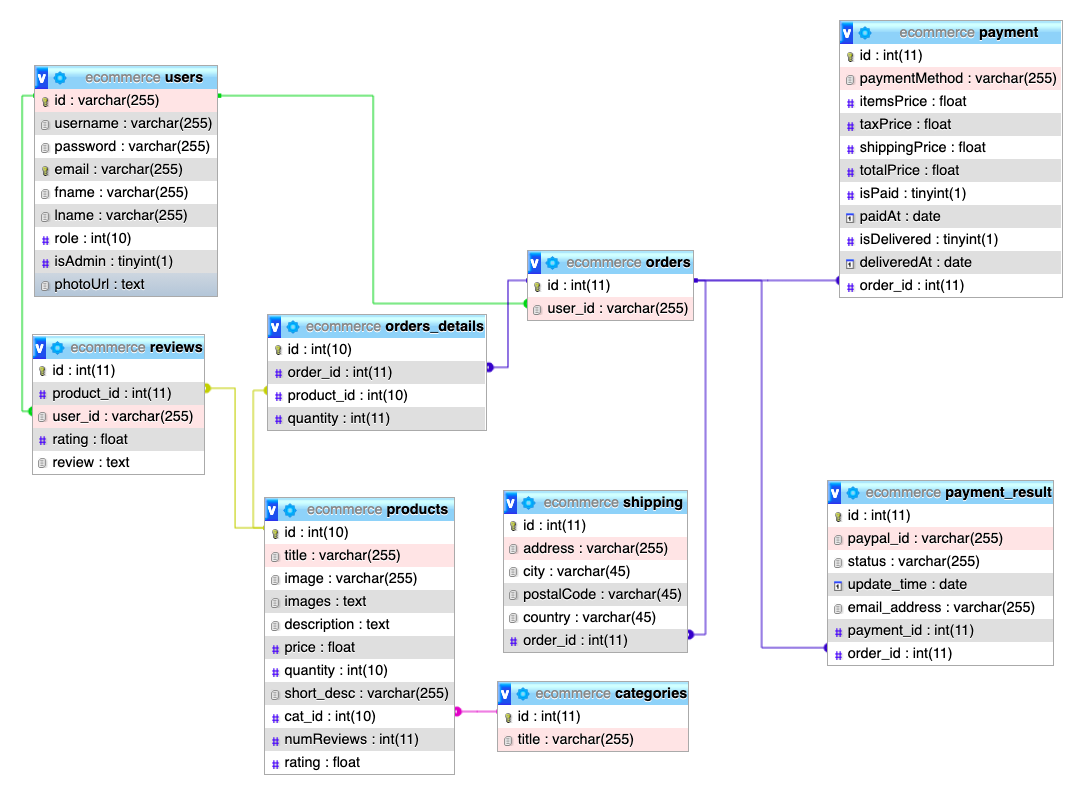 v ecommerce users
id : varchar(255)
username : varchar(255)
password : varchar(255)
email : varchar(255)
fname : varchar(255)
lname : varchar(255)
# role : int(10)
# isAdmin : tinyint(1)
photoUrl : text
v ecommerce payment
id : int(11)
paymentMethod : varchar(255)
# itemsPrice : float
# taxPrice : float
# shippingPrice : float
# totalPrice : float
# isPaid : tinyint(1)
paidAt : date
# isDelivered : tinyint(1)
deliveredAt : date
# order_id : int(11)
v ecommerce orders
id : int(11)
user_id : varchar(255)
v ecommerce reviews
id : int(11)
# product_id : int(11)
user_id : varchar(255)
# rating : float
review : text
v ecommerce orders_details
id : int(10)
# order_id : int(11)
# product_id : int(10)
# quantity : int(11)
v ecommerce products
id : int(10)
title : varchar(255)
image : varchar(255)
images : text
description : text
# price : float
# quantity : int(10)
short_desc : varchar(255)
# cat_id : int(10)
# numReviews : int(11)
# rating : float
v ecommerce shipping
id : int(11)
address : varchar(255)
city : varchar(45)
postalCode : varchar(45)
country : varchar(45)
# order_id : int(11)
v ecommerce payment_result
id : int(11)
paypal_id : varchar(255)
status : varchar(255)
update_time : date
email_address : varchar(255)
# payment_id : int(11)
# order_id : int(11)
v ecommerce categories
id : int(11)
title : varchar(255)